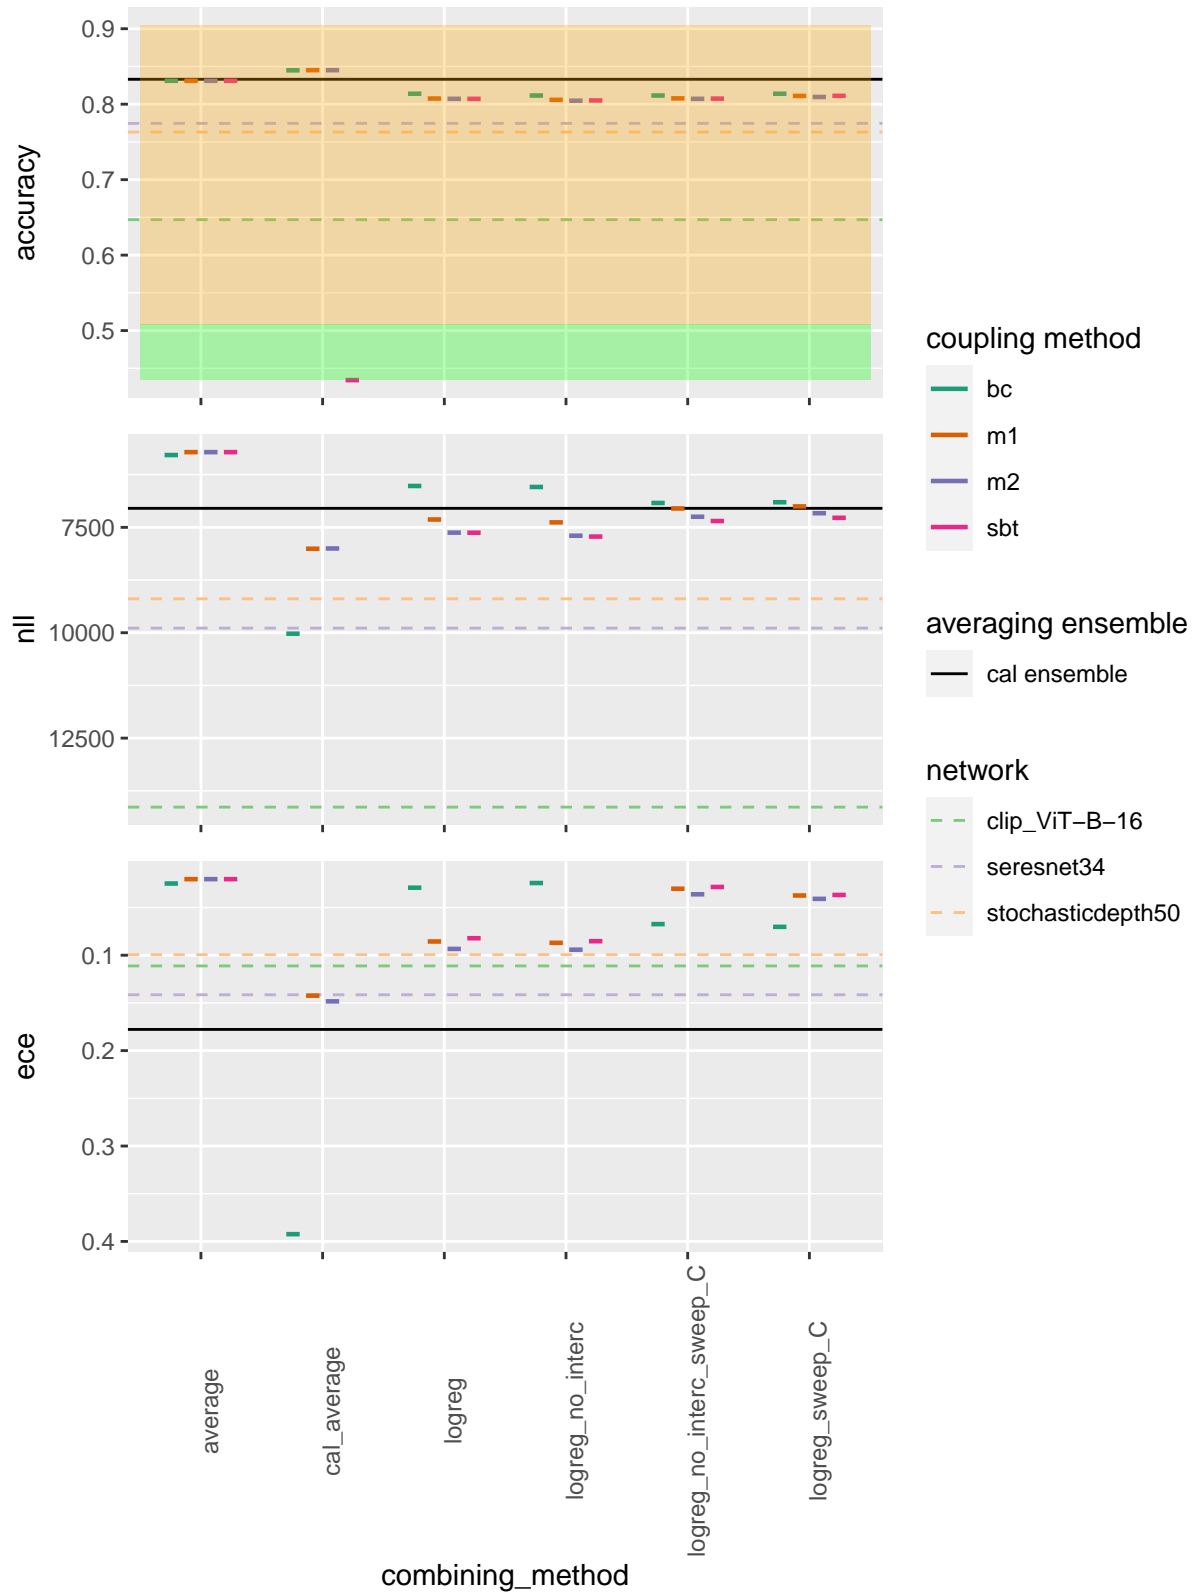 accuracy
0.9
0.8
0.7
0.6
0.5
nll
7500
10000
12500
ece
0.1
0.2
0.3
0.4
average
cal_average
logreg
logreg_no_interc
logreg_no_interc_sweep_C
logreg_sweep_C
combining_method
coupling method
bc
m1
m2
sbt
averaging ensemble
cal ensemble
network
clip_ViT−B−16
seresnet34
stochasticdepth50